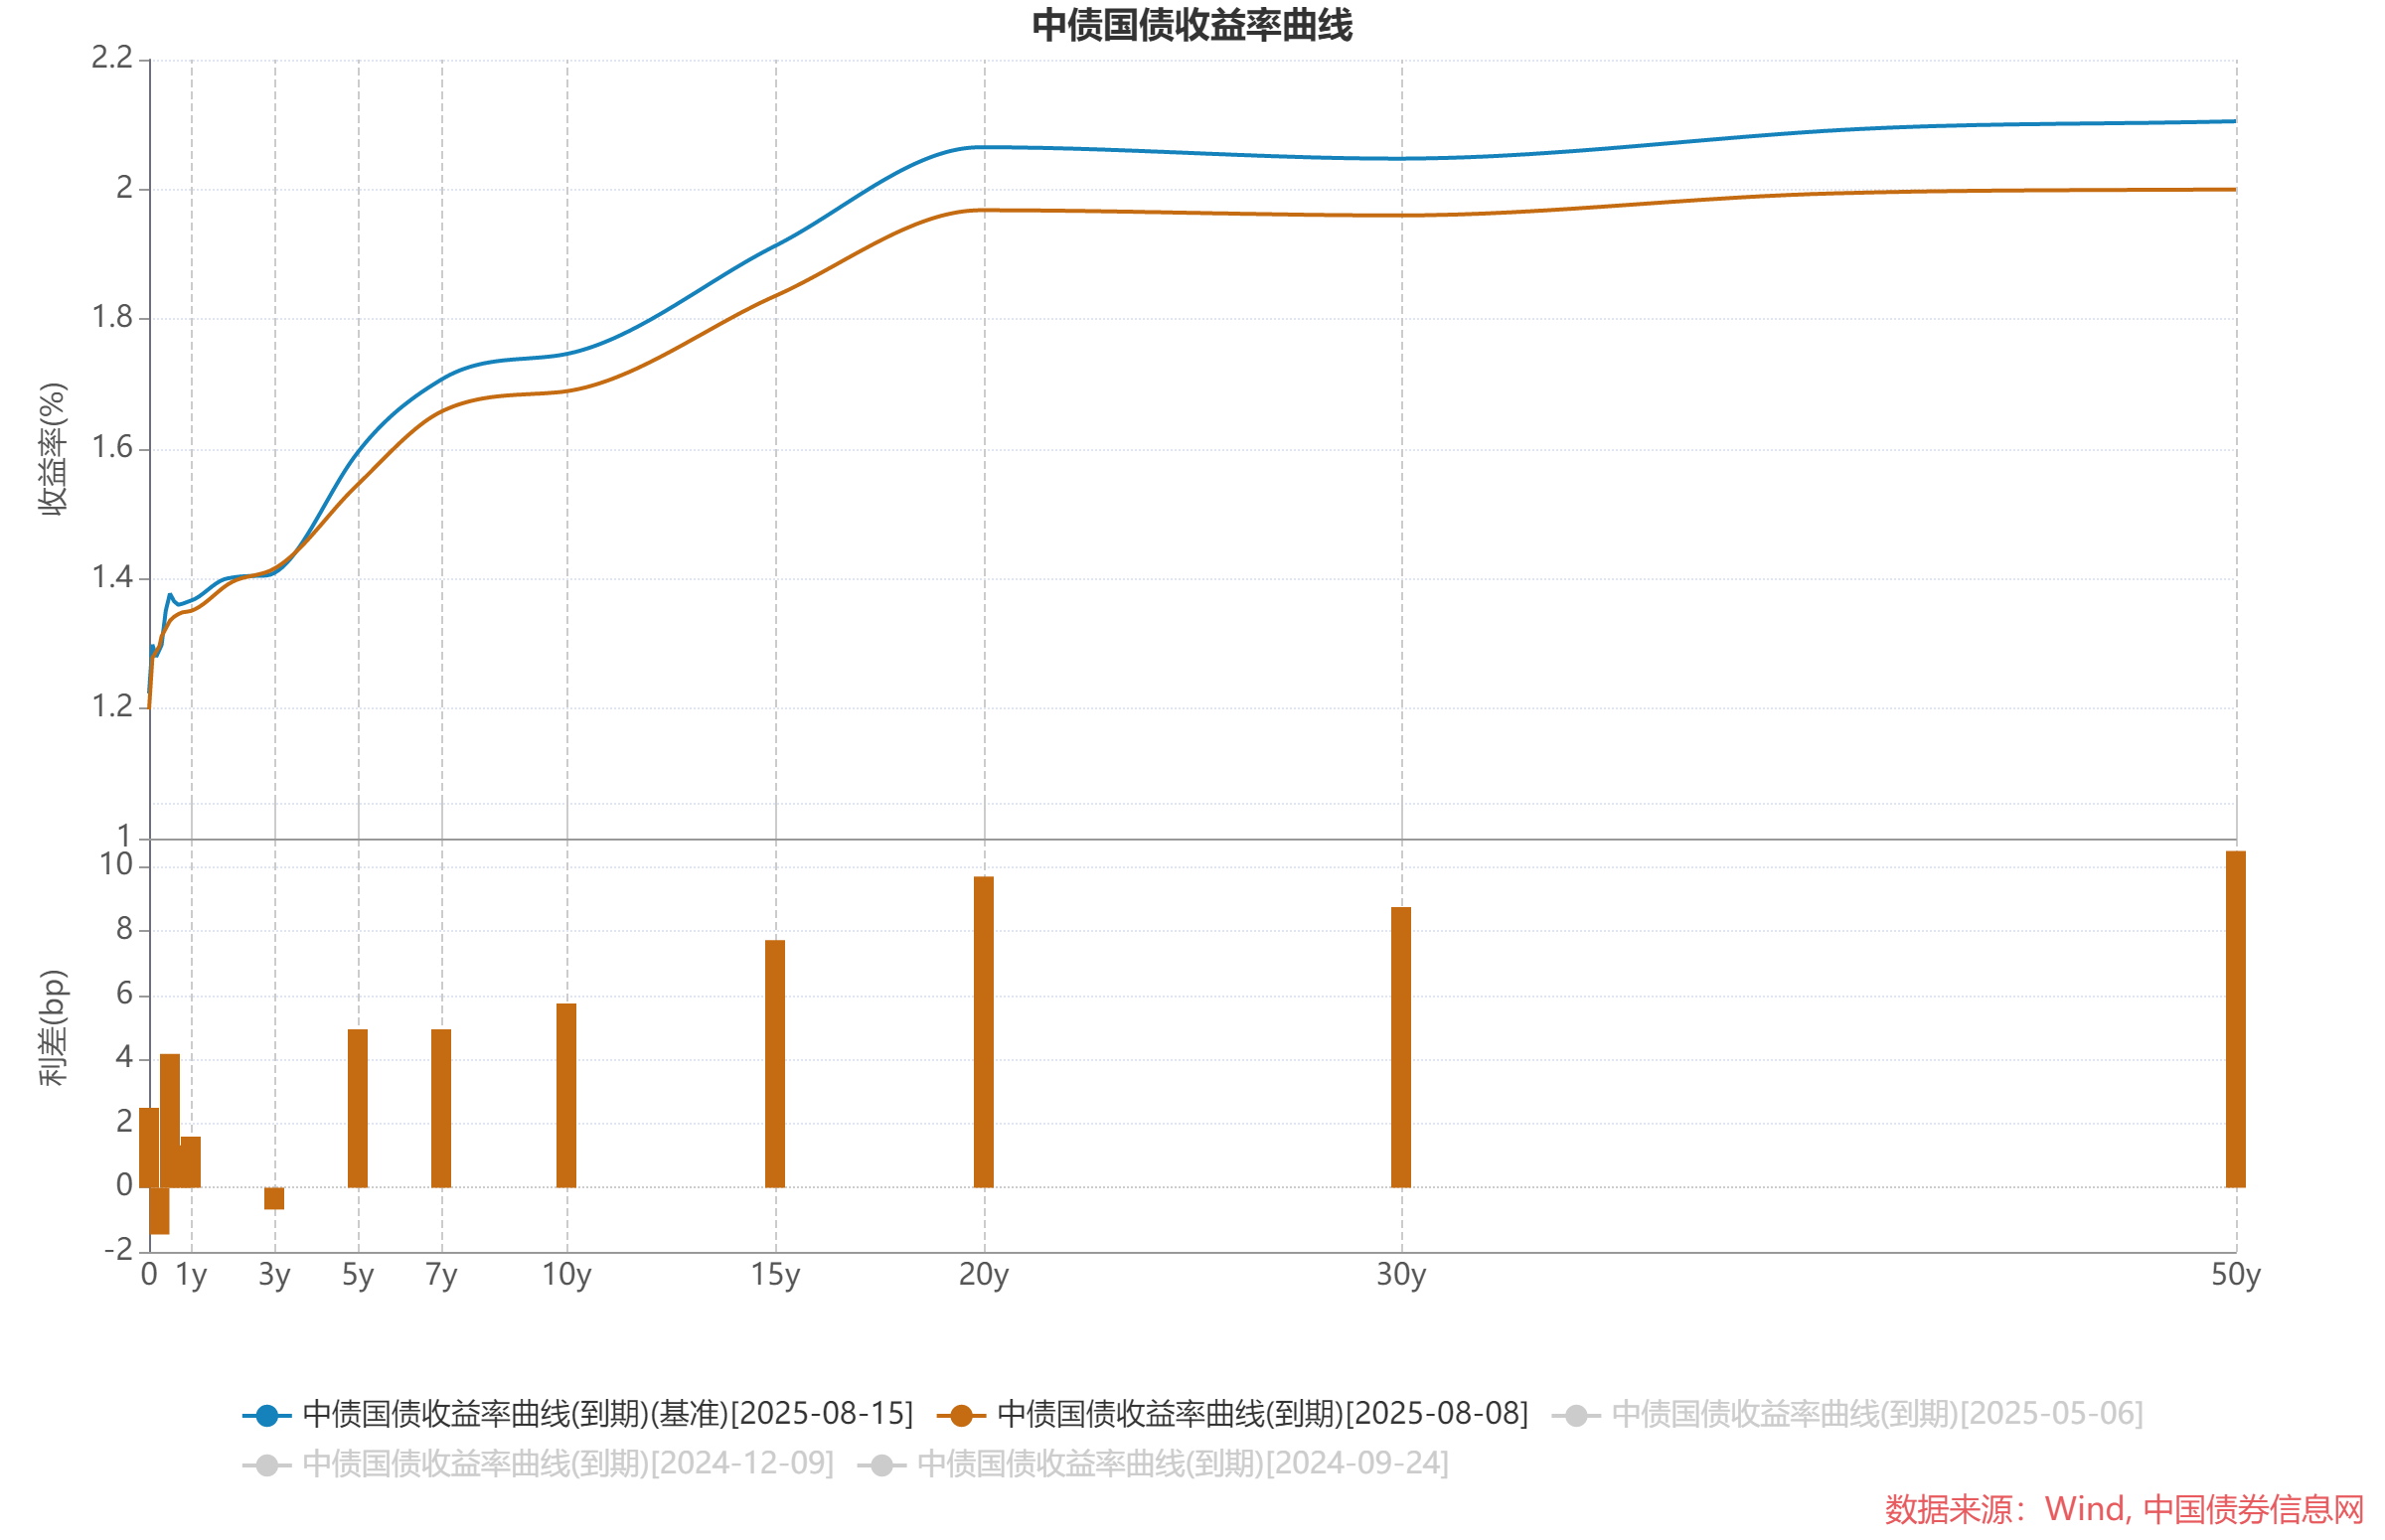 中债国债收益率曲线
收益率(%)
2.2
2
1.8
1.6
1.4
1.2
1
利差(bp)
10
8
6
4
2
0
-2
0 1y 3y 5y 7y 10y 15y 20y 30y 50y
中债国债收益率曲线(到期)(基准)[2025-08-15] 中债国债收益率曲线(到期)[2025-08-08] 中债国债收益率曲线(到期)[2025-05-06]
中债国债收益率曲线(到期)[2024-12-09] 中债国债收益率曲线(到期)[2024-09-24]
数据来源：Wind, 中国债券信息网